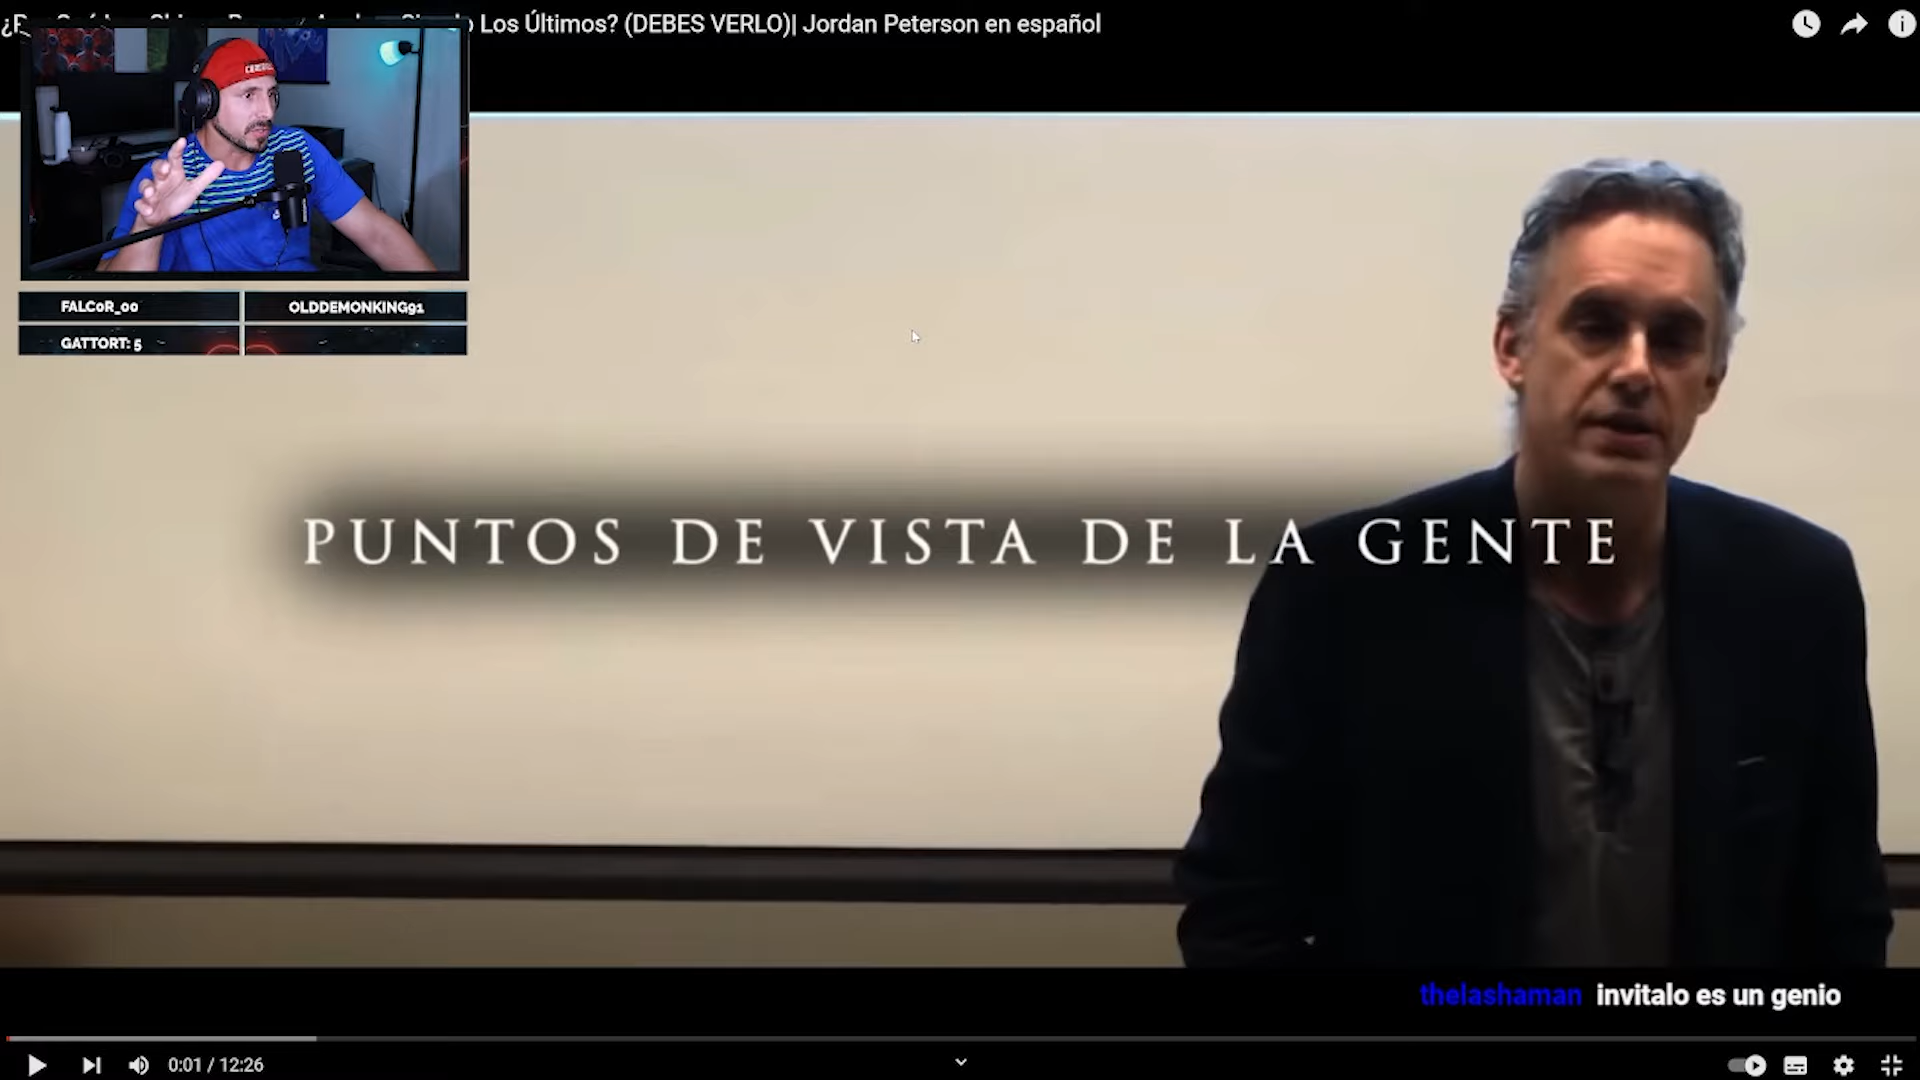 Los Últimos? (DEBES VERLO)| Jordan Peterson en español
FALCOR_00
OLDDEMONKING91
GATTORT: 5
PUNTOS DE VISTA DE LA GENTE
thelashaman invitalo es un genio
0:01 / 12:26